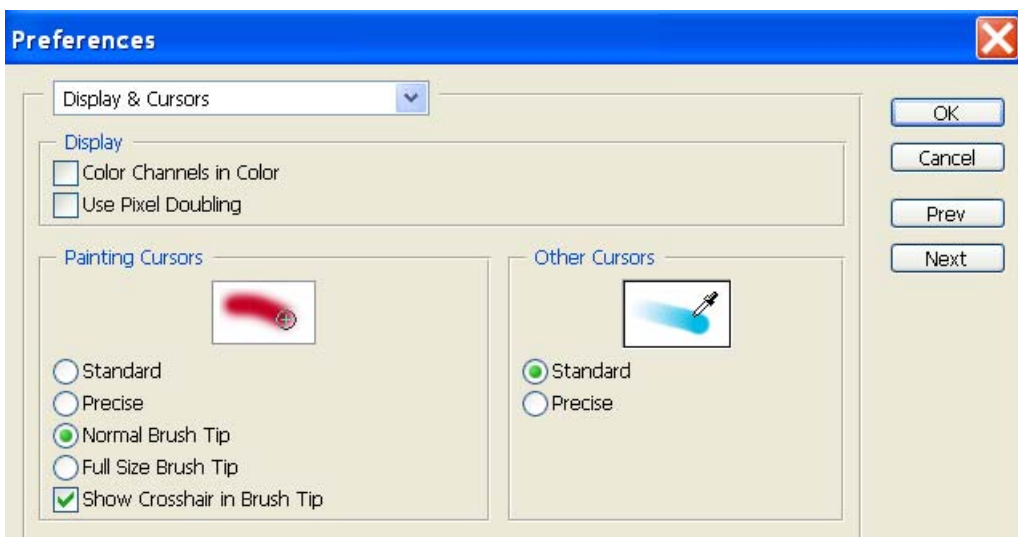 Preferences
Display & Cursors
OK
Cancel
Prev
Next
Display
Color Channels in Color
Use Pixel Doubling
Painting Cursors
Standard
Precise
Normal Brush Tip
Full Size Brush Tip
Show Crosshair in Brush Tip
Other Cursors
Standard
Precise